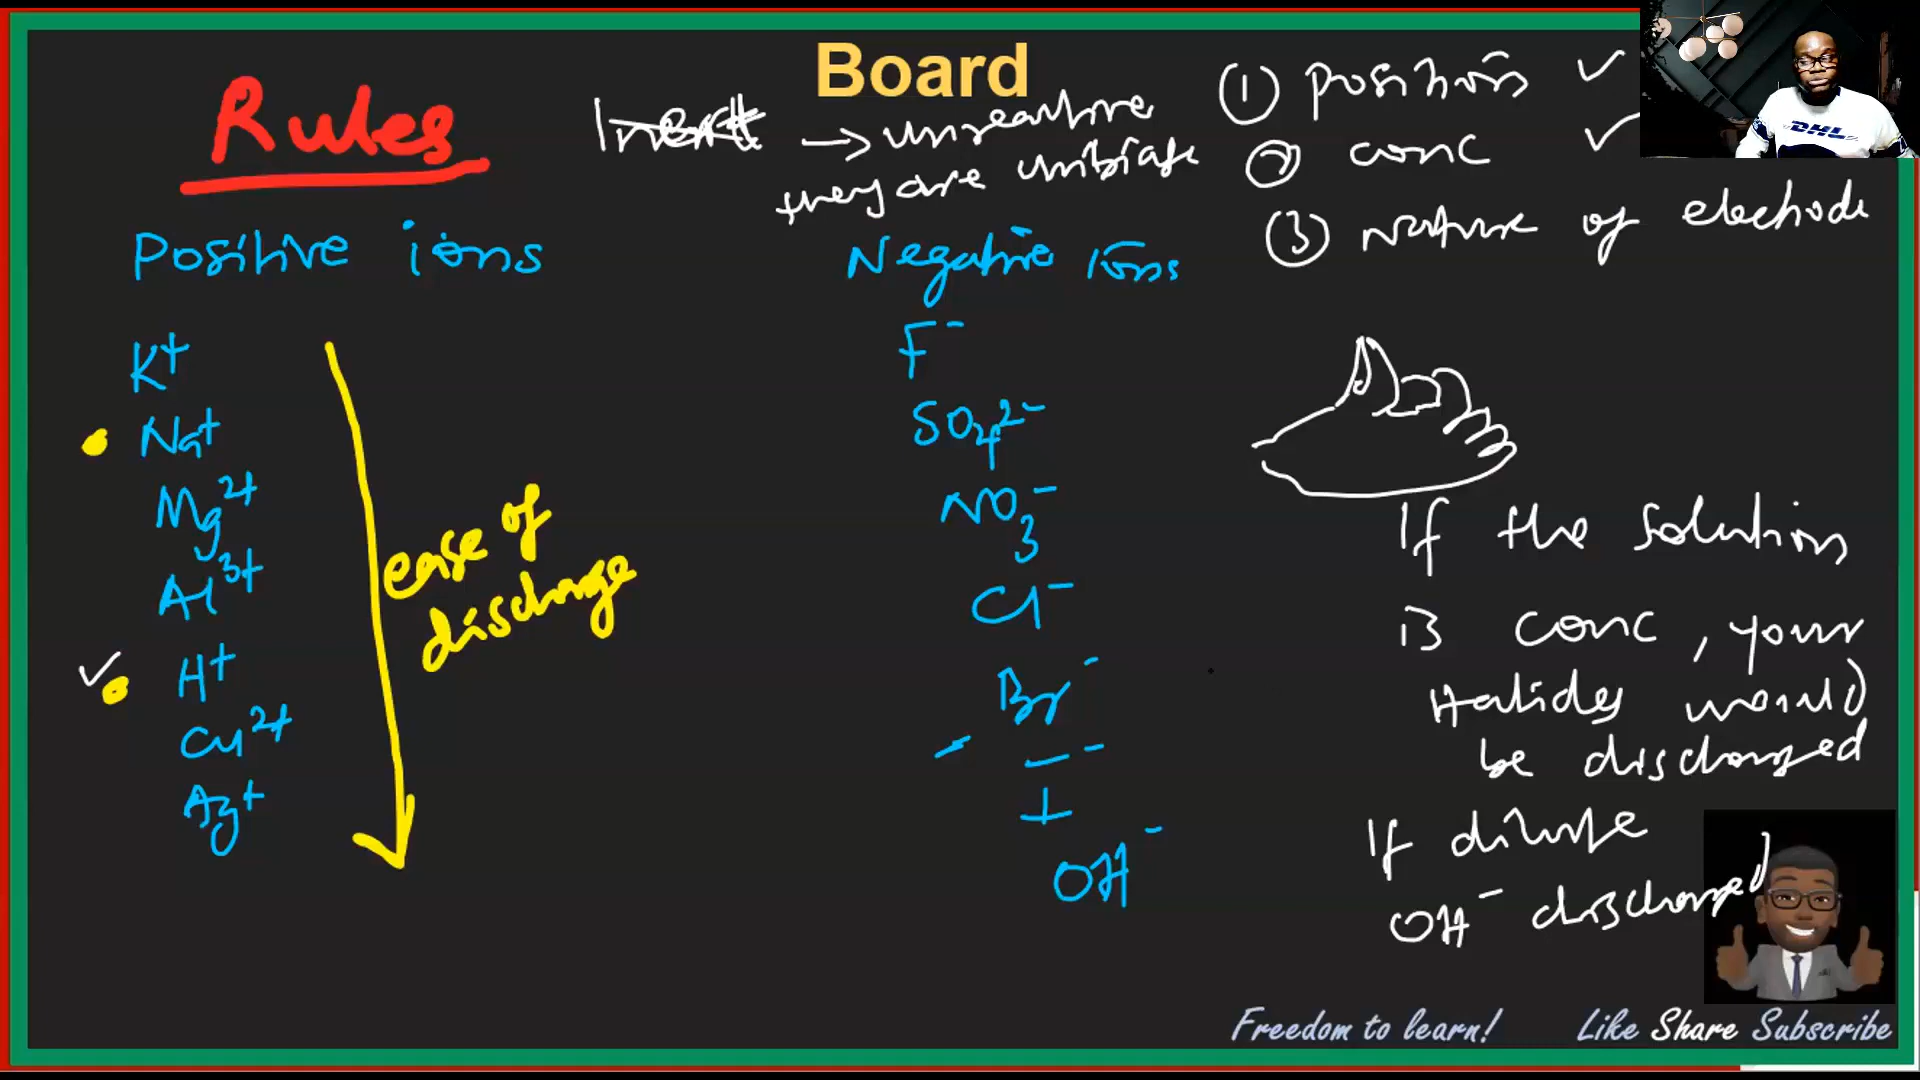 Board
Rules
Inert → unreactive
they are unbiase
① positions ✓
② conc ✓
③ nature of electrode
DHL
Positive ions
K⁺
Na⁺
Mg²⁺
Al³⁺
✓ H⁺
Cu²⁺
Ag⁺
ease of
discharge
Negative ions
F⁻
SO₄²⁻
NO₃⁻
Cl⁻
Br⁻
I⁻
OH⁻
If the solution
is conc, your
Halides would
be discharged
If dilute
OH⁻ discharged
Freedom to learn!
Like Share Subscribe